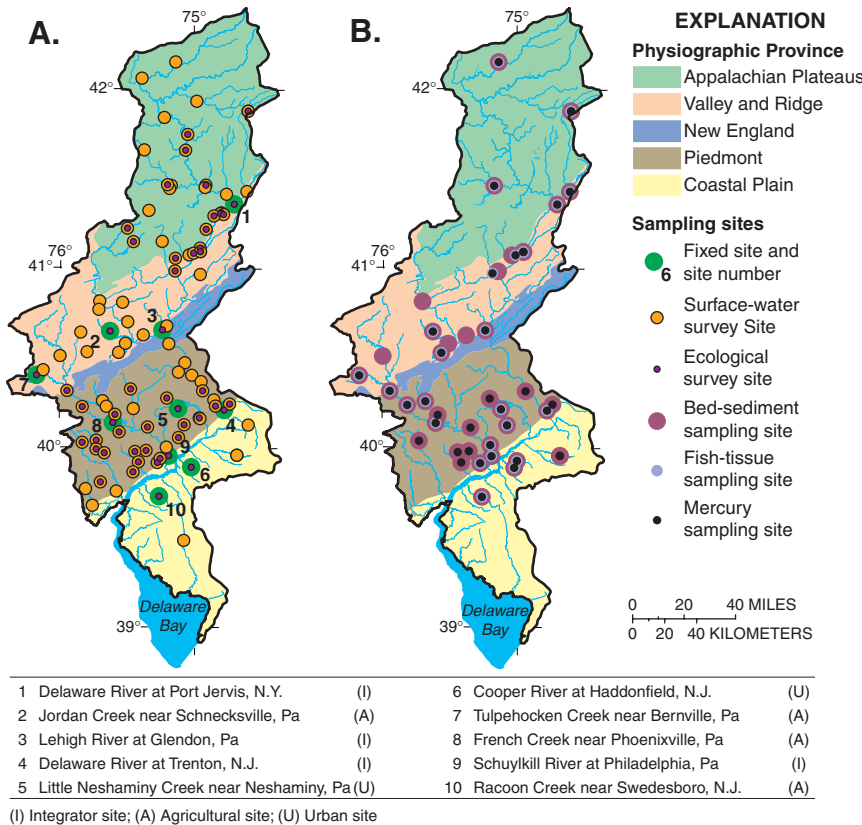 A.
75°
42°
1
76°
41°
3
2
7
5
4
8
40°
9
6
10
Delaware
Bay
39°
B.
75°
42°
76°
41°
40°
Delaware
Bay
39°
EXPLANATION
Physiographic Province
Appalachian Plateaus
Valley and Ridge
New England
Piedmont
Coastal Plain
Sampling sites
6 Fixed site and
site number
Surface-water
survey Site
Ecological
survey site
Bed-sediment
sampling site
Fish-tissue
sampling site
Mercury
sampling site
0 20 40 MILES
0 20 40 KILOMETERS
1 Delaware River at Port Jervis, N.Y. (I)
2 Jordan Creek near Schnecksville, Pa (A)
3 Lehigh River at Glendon, Pa (I)
4 Delaware River at Trenton, N.J. (I)
5 Little Neshaminy Creek near Neshaminy, Pa (U)
6 Cooper River at Haddonfield, N.J. (U)
7 Tulpehocken Creek near Bernville, Pa (A)
8 French Creek near Phoenixville, Pa (A)
9 Schuylkill River at Philadelphia, Pa (I)
10 Racoon Creek near Swedesboro, N.J. (A)
(I) Integrator site; (A) Agricultural site; (U) Urban site